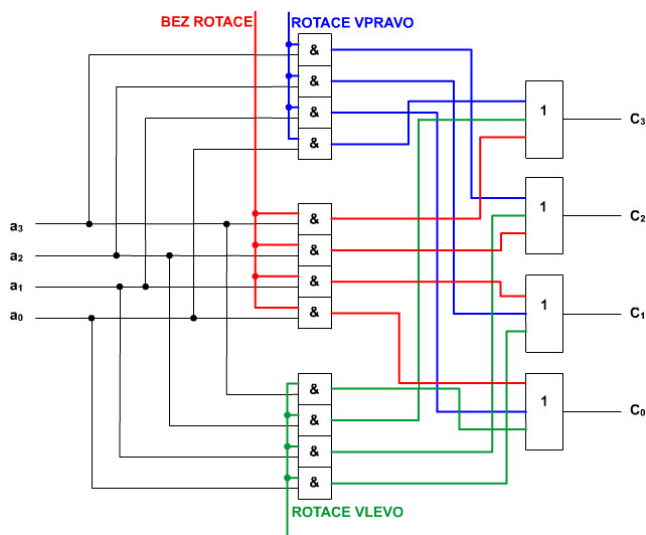 BEZ ROTACE
ROTACE VPRAVO
&
&
&
&
1
C3
a3
&
1
C2
a2
&
a1
&
1
C1
a0
&
&
1
C0
&
&
&
ROTACE VLEVO